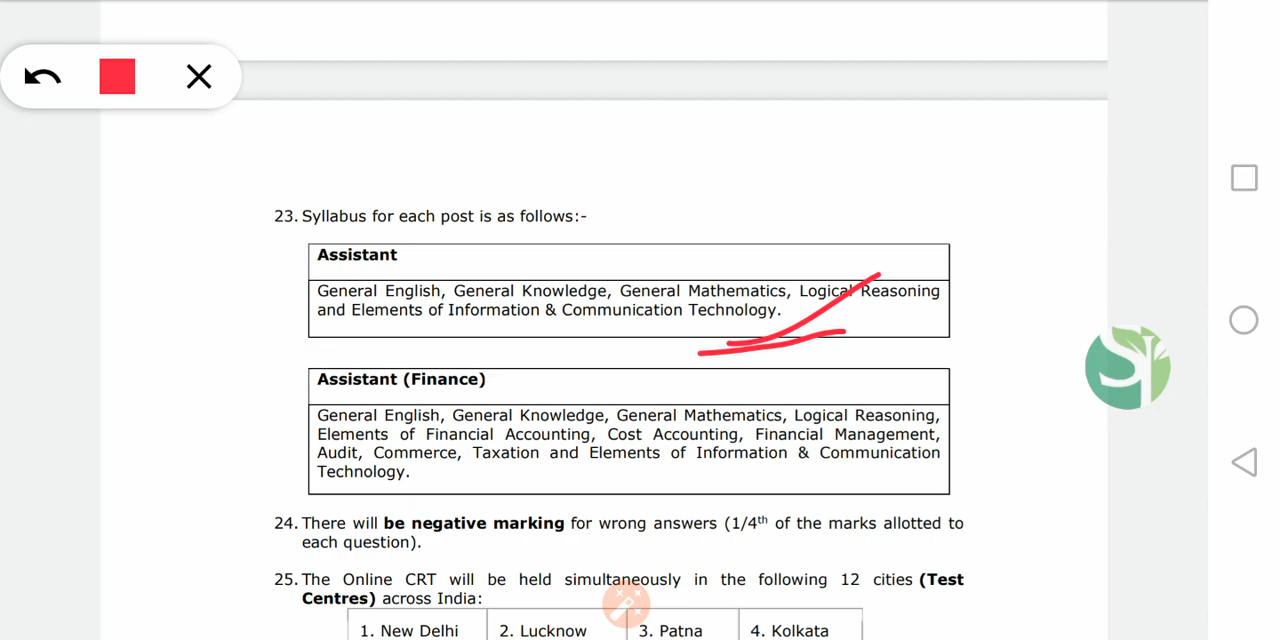 23. Syllabus for each post is as follows:-
Assistant
General English, General Knowledge, General Mathematics, Logical Reasoning
and Elements of Information & Communication Technology.
Assistant (Finance)
General English, General Knowledge, General Mathematics, Logical Reasoning,
Elements of Financial Accounting, Cost Accounting, Financial Management,
Audit, Commerce, Taxation and Elements of Information & Communication
Technology.
24. There will be negative marking for wrong answers (1/4th of the marks allotted to
each question).
25. The Online CRT will be held simultaneously in the following 12 cities (Test
Centres) across India:
1. New Delhi 2. Lucknow 3. Patna 4. Kolkata